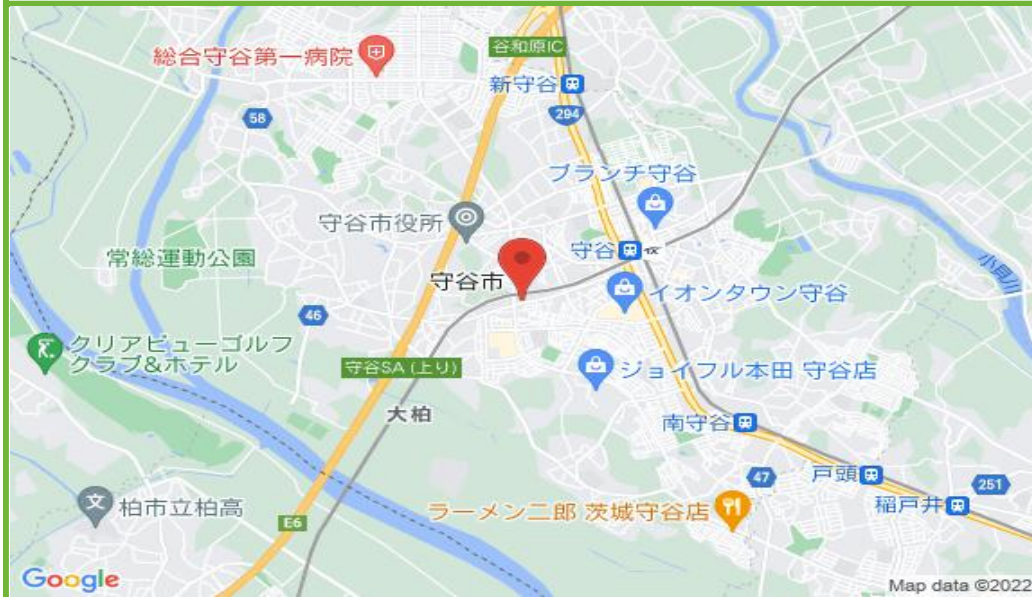 総合守谷第一病院
谷和原IC
新守谷
58
294
ブランチ守谷
守谷市役所
守谷
常総運動公園
守谷市
小貝川
イオンタウン守谷
46
クリアビューゴルフ
クラブ&ホテル
守谷SA (上り)
ジョイフル本田 守谷店
大柏
南守谷
戸頭
47
251
柏市立柏高
稲戸井
ラーメン二郎 茨城守谷店
E6
Google
Map data ©2022